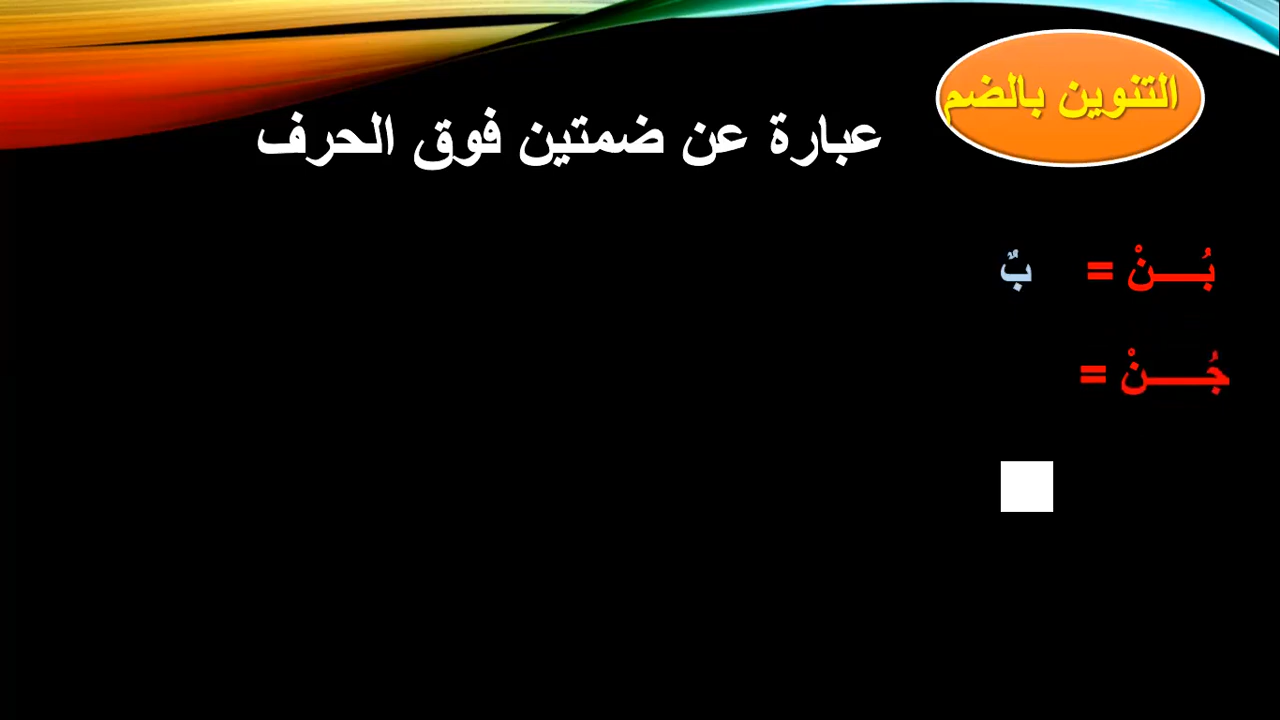 التنوين بالضم
عبارة عن ضمتين فوق الحرف
بُـــنْ = بٌ
جُـــنْ =